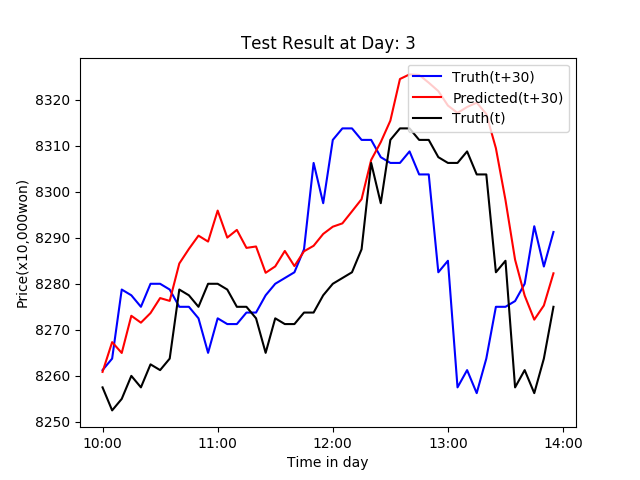 Test Result at Day: 3
Truth(t+30)
Predicted(t+30)
Truth(t)
Price(x10,000won)
8320
8310
8300
8290
8280
8270
8260
8250
10:00
11:00
12:00
13:00
14:00
Time in day